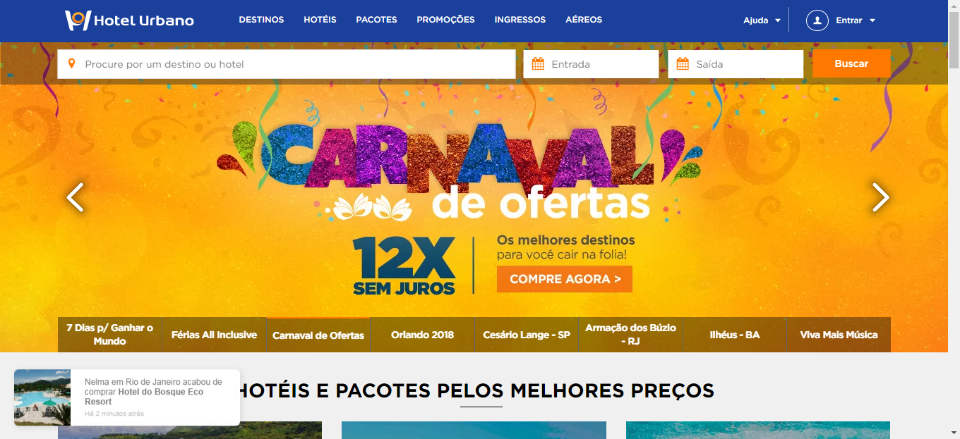 Hotel Urbano
DESTINOS HOTÉIS PACOTES PROMOÇÕES INGRESSOS AÉREOS
Ajuda Entrar
Procure por um destino ou hotel
Entrada
Saída
Buscar
CARNAVAL
de ofertas
12X
SEM JUROS
Os melhores destinos
para você cair na folia!
COMPRE AGORA >
7 Dias p/ Ganhar o
Mundo
Férias All Inclusive
Carnaval de Ofertas
Orlando 2018
Cesário Lange - SP
Armação dos Búzio
- RJ
Ilhéus - BA
Viva Mais Música
HOTÉIS E PACOTES PELOS MELHORES PREÇOS
Nelma em Rio de Janeiro acabou de
comprar Hotel do Bosque Eco
Resort
Há 2 minutos atrás